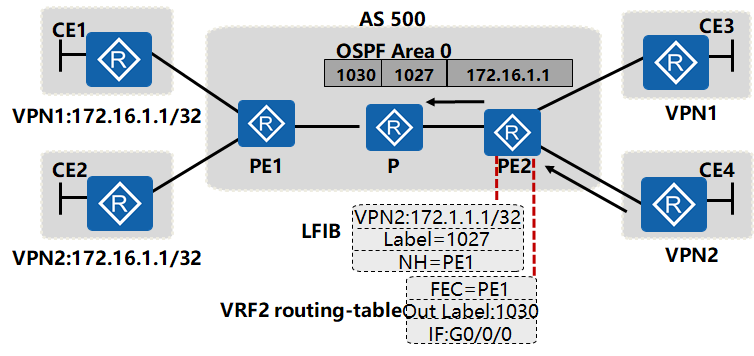 AS 500
CE1
CE3
OSPF Area 0
1030 1027 172.16.1.1
R
R
VPN1:172.16.1.1/32
VPN1
R
R
R
PE1
P
PE2
CE2
CE4
R
R
VPN2:172.16.1.1/32
VPN2
LFIB
VPN2:172.1.1.1/32
Label=1027
NH=PE1
VRF2 routing-table
FEC=PE1
Out Label:1030
IF:G0/0/0